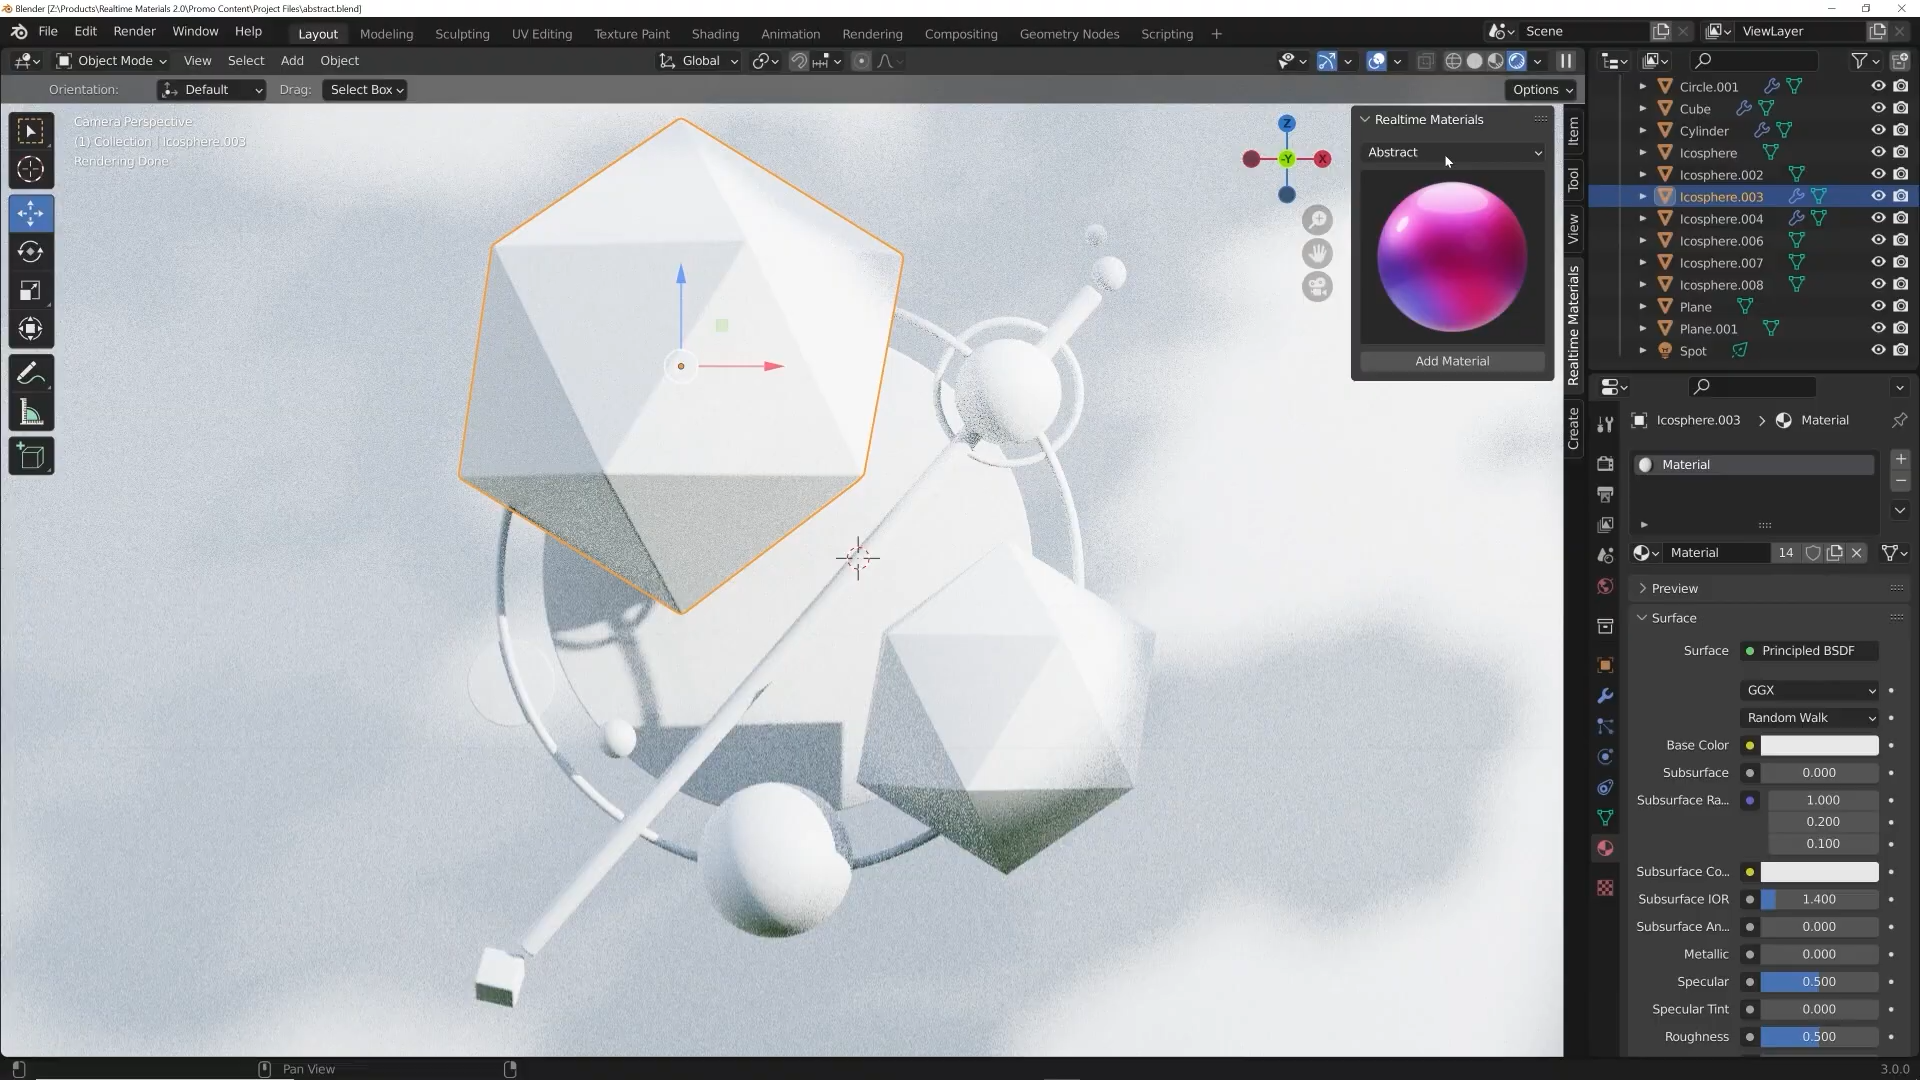 Blender [Z:\Products\Realtime Materials 2.0\Promo Content\Project Files\abstract.blend]
File Edit Render Window Help Layout Modeling Sculpting UV Editing Texture Paint Shading Animation Rendering Compositing Geometry Nodes Scripting + Scene ViewLayer
Object Mode View Select Add Object Global
Orientation: Default Drag: Select Box Options
Camera Perspective
(1) Collection | Icosphere.003
Rendering Done
Z
-Y
X
Realtime Materials
Abstract
Add Material
Item
Tool
View
Realtime Materials
Create
Circle.001
Cube
Cylinder
Icosphere
Icosphere.002
Icosphere.003
Icosphere.004
Icosphere.006
Icosphere.007
Icosphere.008
Plane
Plane.001
Spot
Icosphere.003 > Material
Material
Material 14
Preview
Surface
Surface Principled BSDF
GGX
Random Walk
Base Color
Subsurface 0.000
Subsurface Ra... 1.000
0.200
0.100
Subsurface Co...
Subsurface IOR 1.400
Subsurface An... 0.000
Metallic 0.000
Specular 0.500
Specular Tint 0.000
Roughness 0.500
Pan View
3.0.0